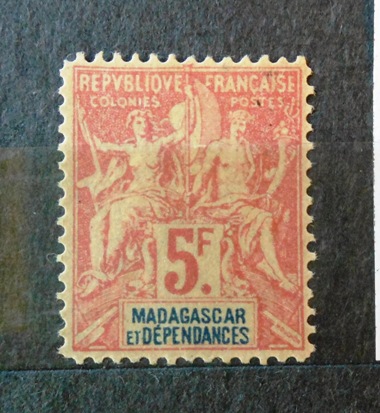 REPVBLIQVE FRANÇAISE
COLONIES POSTES
5F.
MADAGASCAR
ET DÉPENDANCES